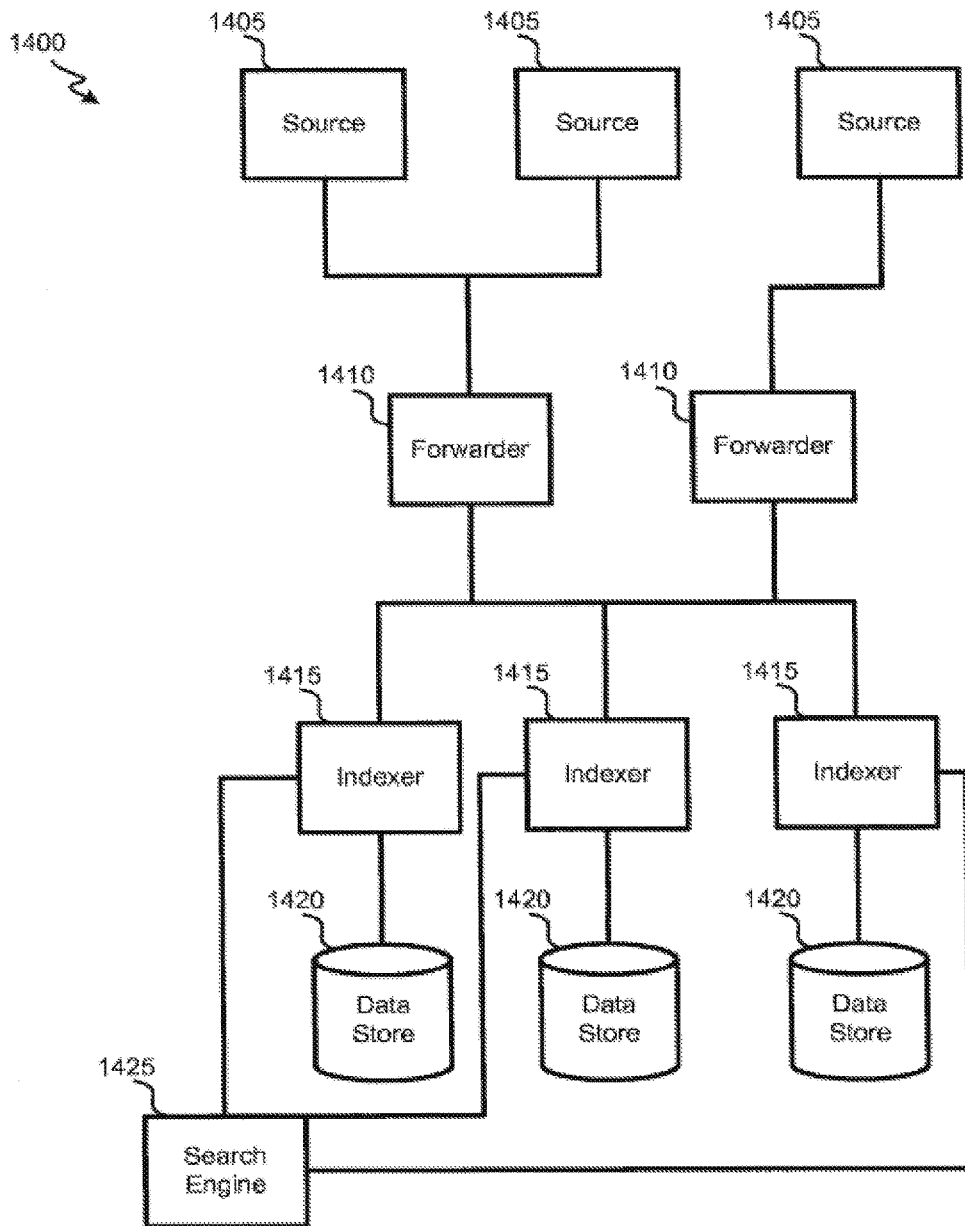 1400
1405
1405
1405
Source
Source
Source
1410
1410
Forwarder
Forwarder
1415
1415
1415
Indexer
Indexer
Indexer
1420
1420
1420
Data
Store
Data
Store
Data
Store
1425
Search
Engine